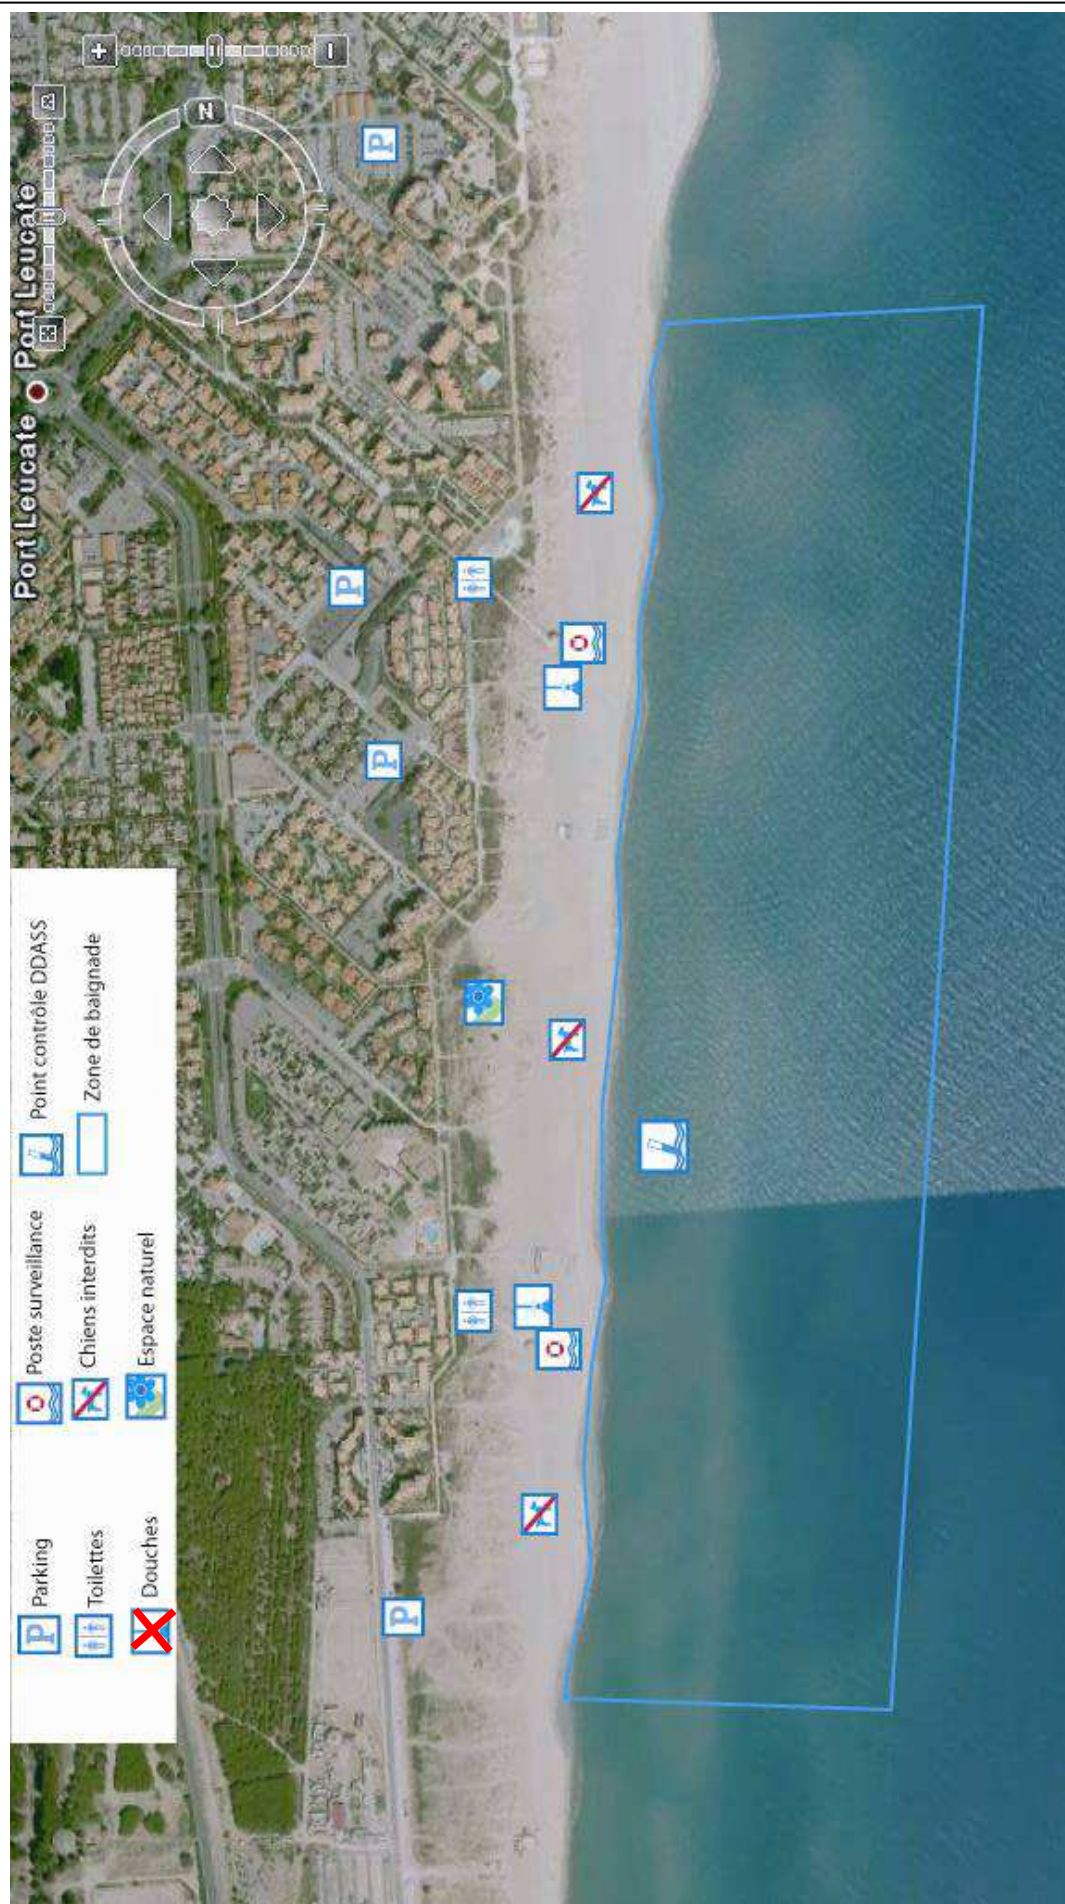 Port Leucate Port Leucate
Parking
Poste surveillance
Point contrôle DDASS
Toilettes
Chiens interdits
Zone de baignade
Douches
Espace naturel
P
P
P
P
P
N